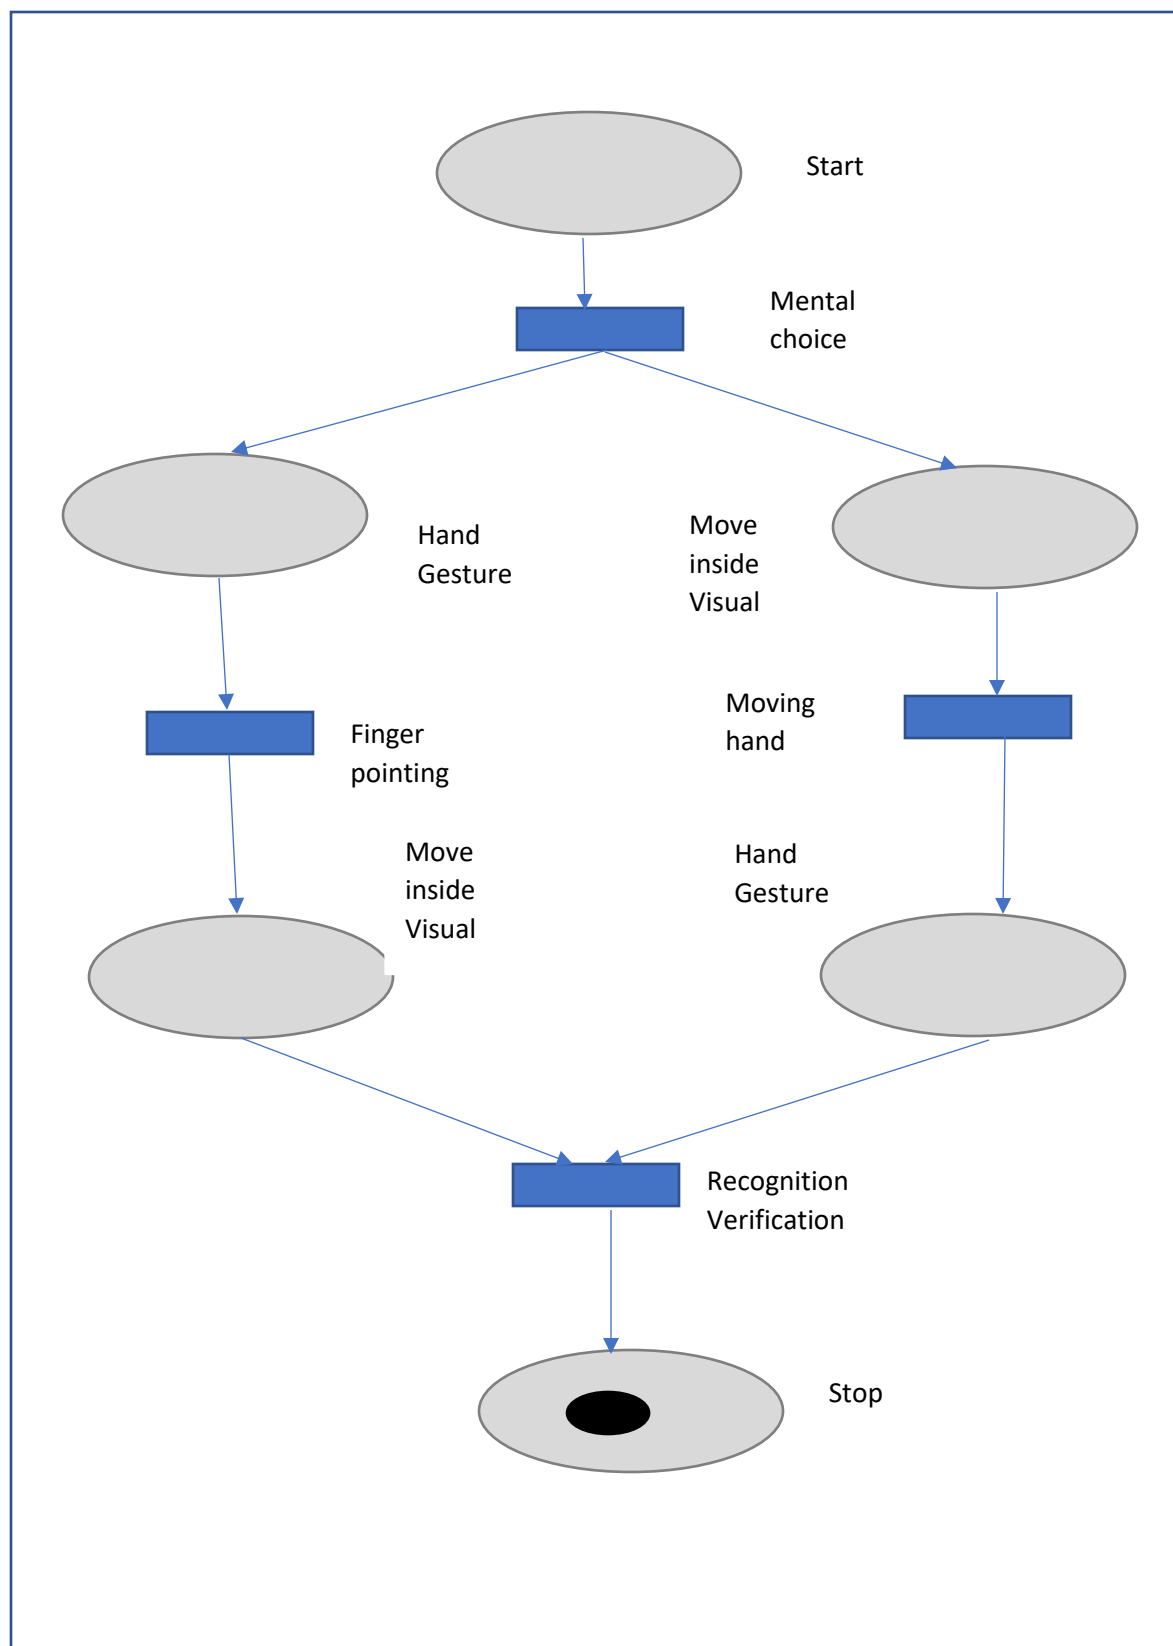 Start
Mental
choice
Hand
Gesture
Move
inside
Visual
Finger
pointing
Moving
hand
Move
inside
Visual
Hand
Gesture
Recognition
Verification
Stop